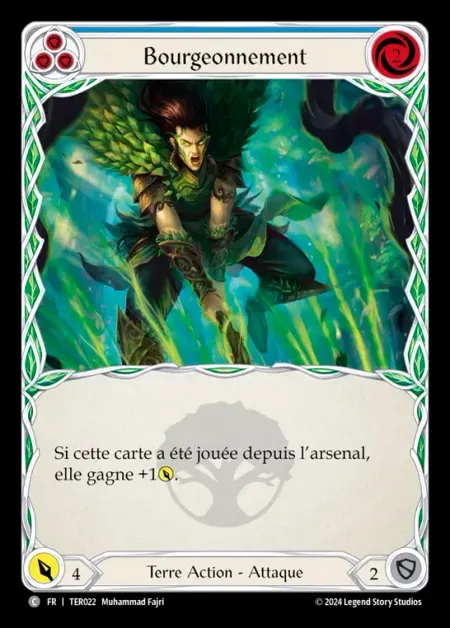 Bourgeonnement
2
Si cette carte a été jouée depuis l'arsenal,
elle gagne +1.
4
Terre Action - Attaque
2
C FR | TER022 Muhammad Fajri
© 2024 Legend Story Studios